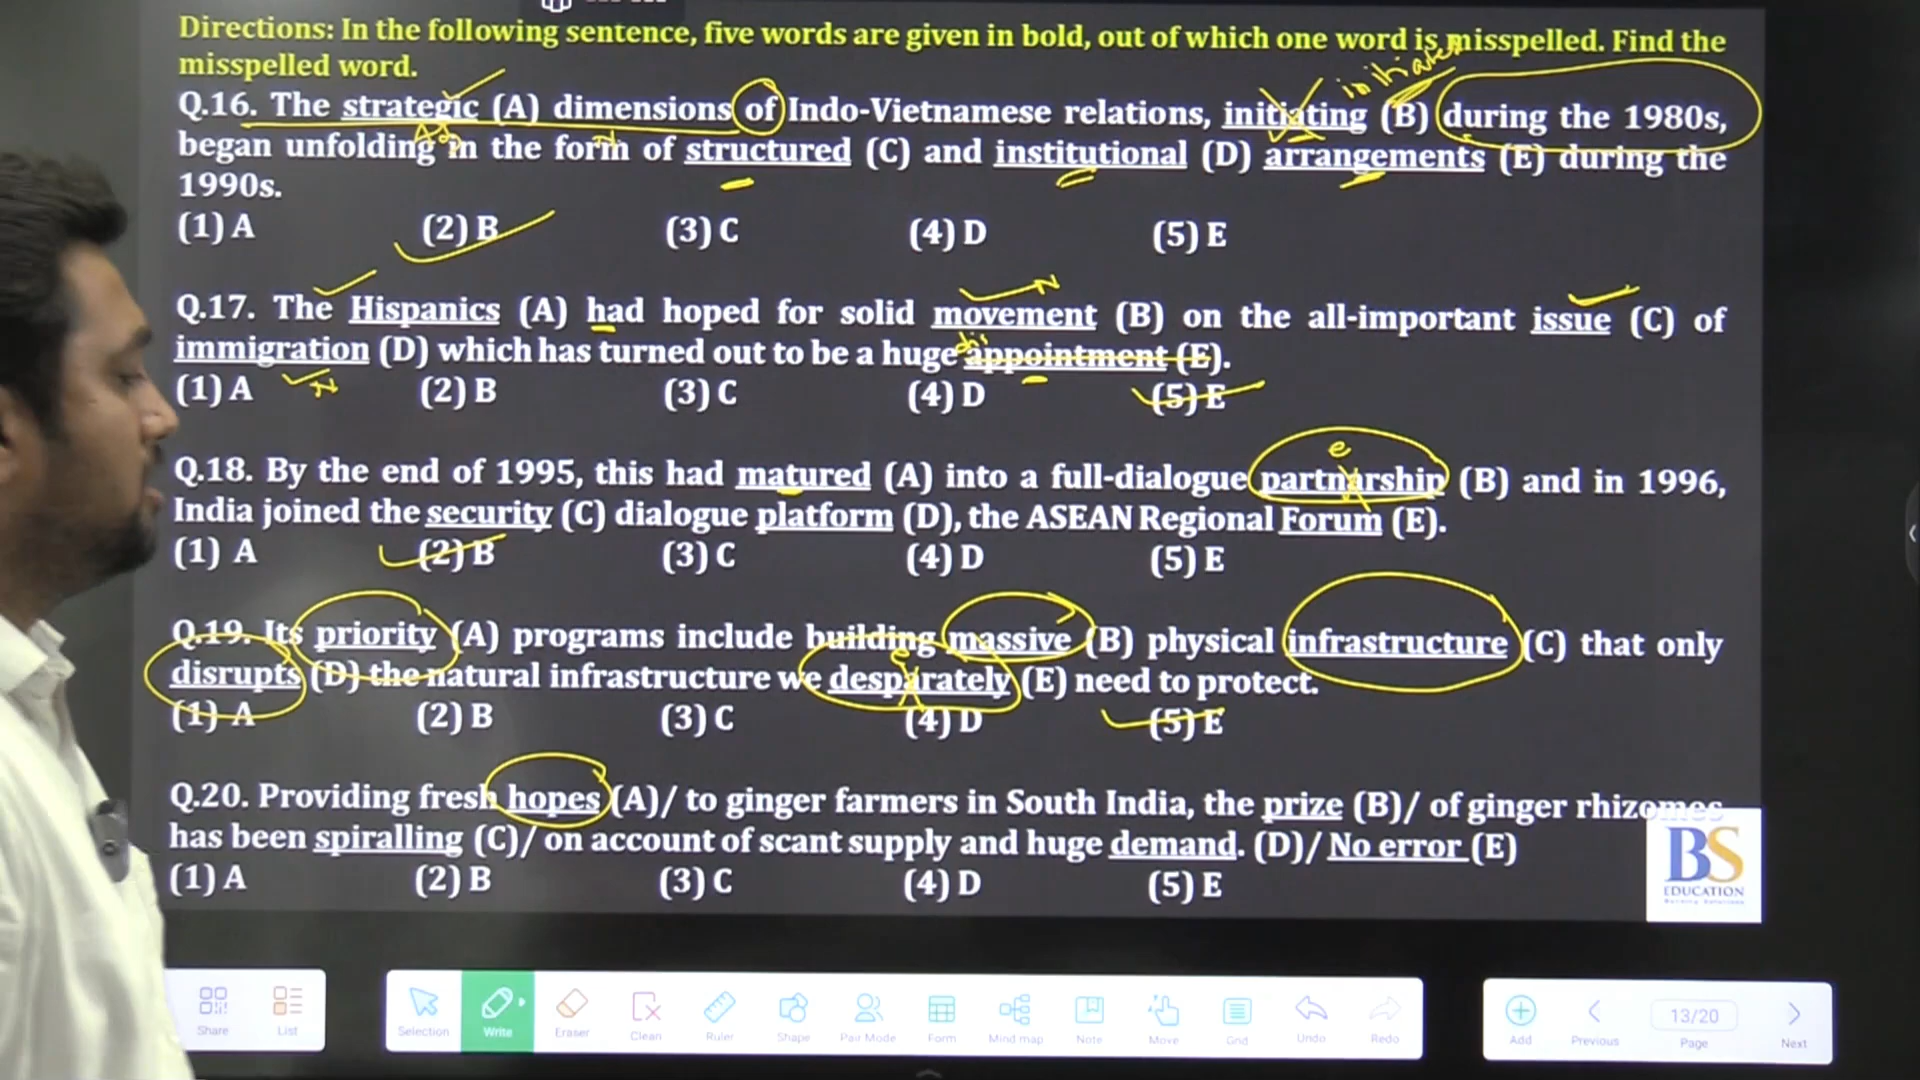 Directions: In the following sentence, five words are given in bold, out of which one word is misspelled. Find the
misspelled word.
initiated
Q.16. The strategic (A) dimensions of Indo-Vietnamese relations, initiating (B) during the 1980s,
began unfolding in the form of structured (C) and institutional (D) arrangements (E) during the
1990s.
(1) A (2) B (3) C (4) D (5) E
N
Q.17. The Hispanics (A) had hoped for solid movement (B) on the all-important issue (C) of
dis
immigration (D) which has turned out to be a huge appointment (E).
N
(1) A (2) B (3) C (4) D (5) E
e
Q.18. By the end of 1995, this had matured (A) into a full-dialogue partnarship (B) and in 1996,
India joined the security (C) dialogue platform (D), the ASEAN Regional Forum (E).
(1) A (2) B (3) C (4) D (5) E
Q.19. Its priority (A) programs include building massive (B) physical infrastructure (C) that only
e
disrupts (D) the natural infrastructure we desparately (E) need to protect.
(1) A (2) B (3) C (4) D (5) E
Q.20. Providing fresh hopes (A)/ to ginger farmers in South India, the prize (B)/ of ginger rhizomes
has been spiralling (C)/ on account of scant supply and huge demand. (D)/ No error (E)
(1) A (2) B (3) C (4) D (5) E
BS
EDUCATION
Share List Selection Write Eraser Clean Ruler Shape Pair Mode Form Mind map Note Move Grid Undo Redo Add Previous 13/20 Page Next